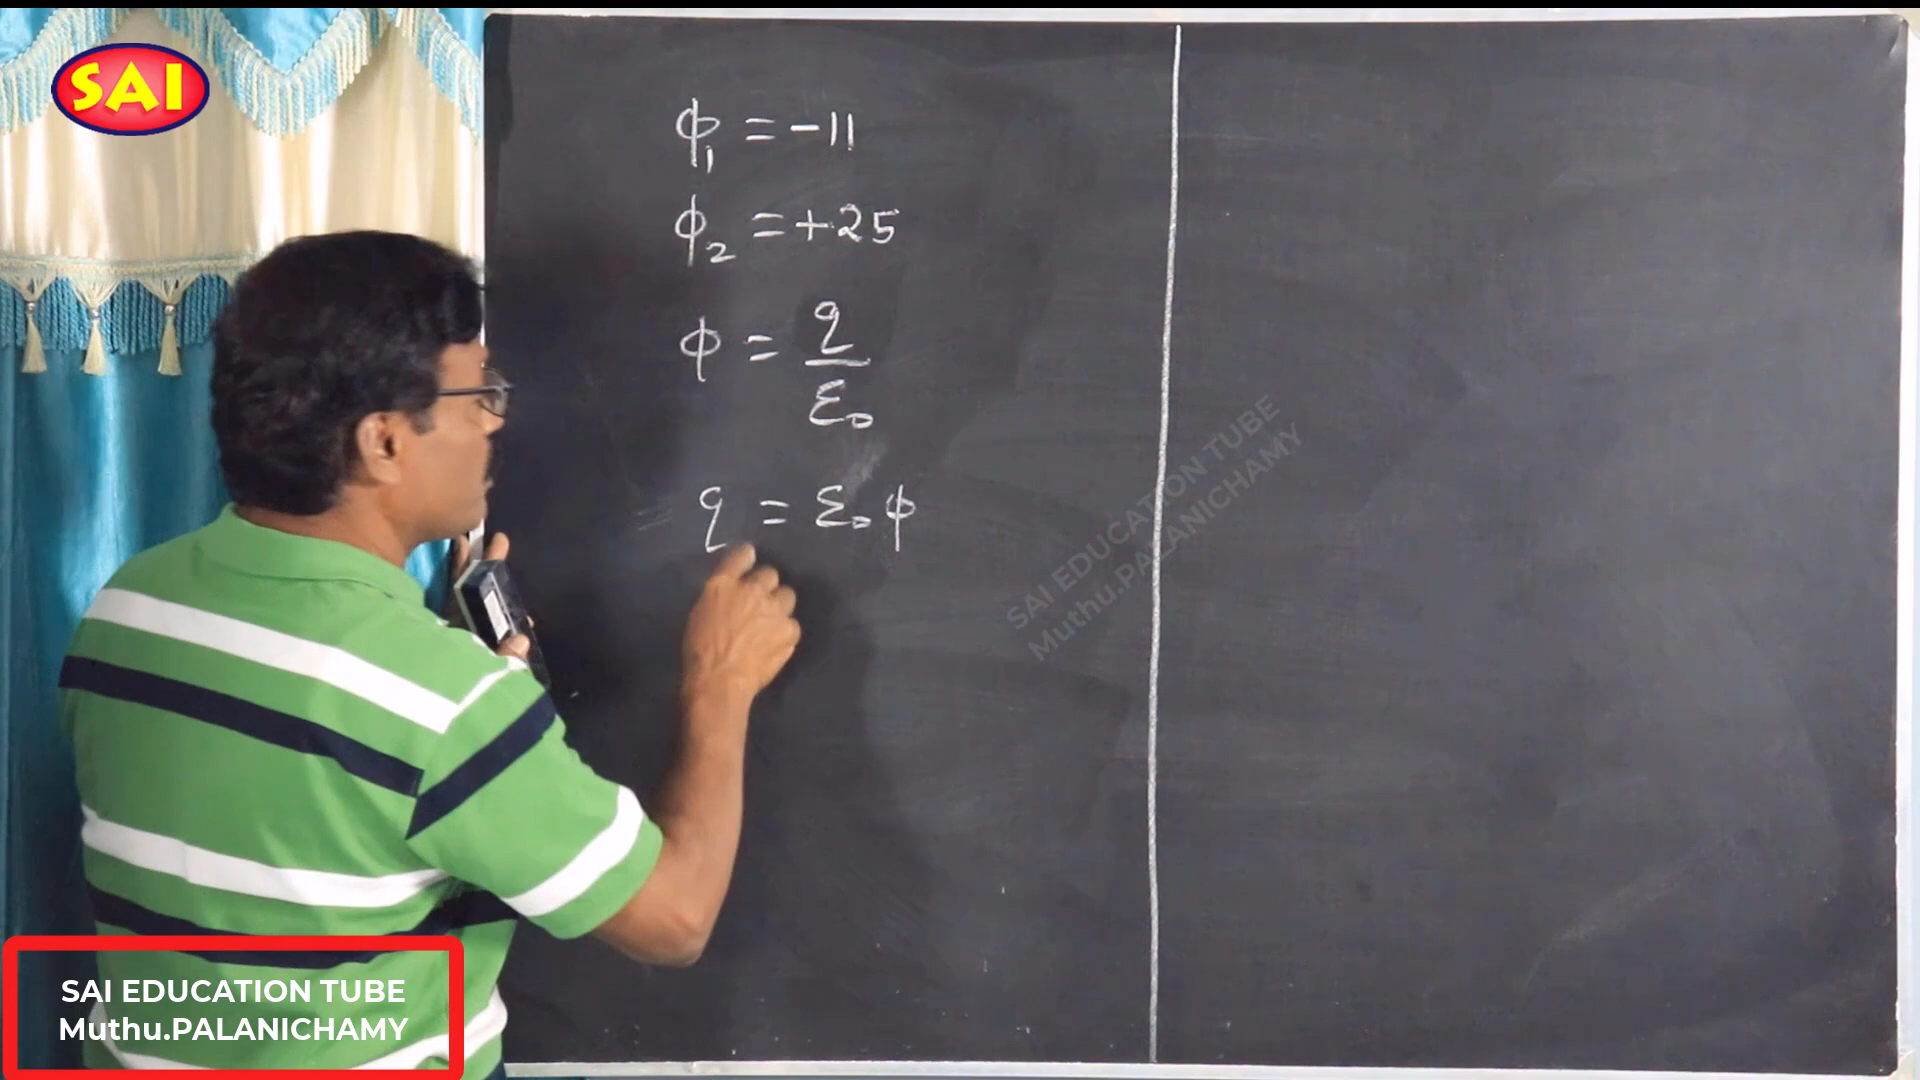 SAI
ϕ₁ = -11
ϕ₂ = +25
ϕ = q/ε₀
q = ε₀ϕ
SAI EDUCATION TUBE
Muthu.PALANICHAMY
SAI EDUCATION TUBE
Muthu.PALANICHAMY